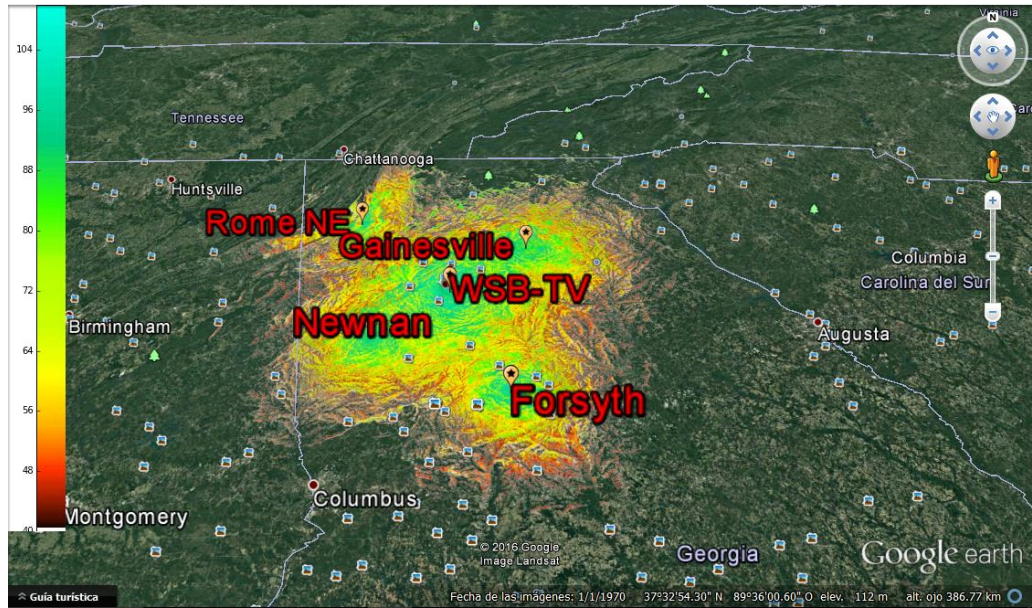 Virginia
N
104
96
Tennessee
88
Chattanooga
Huntsville
Rome NE
80
Gainesville
Columbia
72
WSB-TV
Carolina del Sur
Newnan
Birmingham
Augusta
64
Forsyth
56
48
Columbus
Montgomery
© 2016 Google
Image Landsat
Georgia
Google earth
Guía turística
Fecha de las imágenes: 1/1/1970 37°32'54.30" N 89°36'00.60" O elev. 112 m alt. ojo 386.77 km